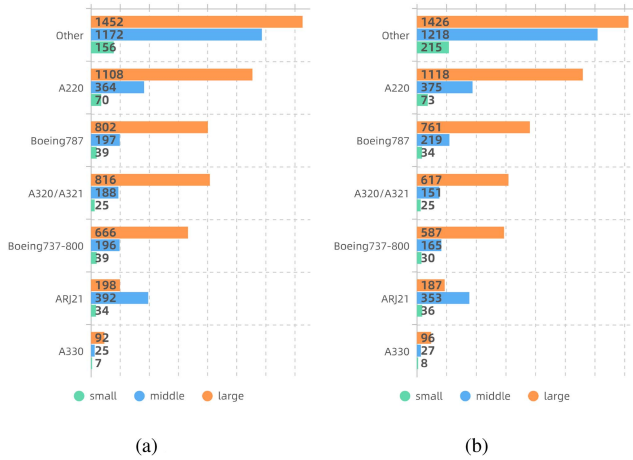 1452
Other 1172
156
1108
A220 364
70
802
Boeing787 197
39
816
A320/A321 188
25
666
Boeing737-800 196
39
198
ARJ21 392
34
92
A330 25
7
small middle large
(a)
1426
Other 1218
215
1118
A220 375
73
761
Boeing787 219
34
617
A320/A321 151
25
587
Boeing737-800 165
30
187
ARJ21 353
36
96
A330 27
8
small middle large
(b)